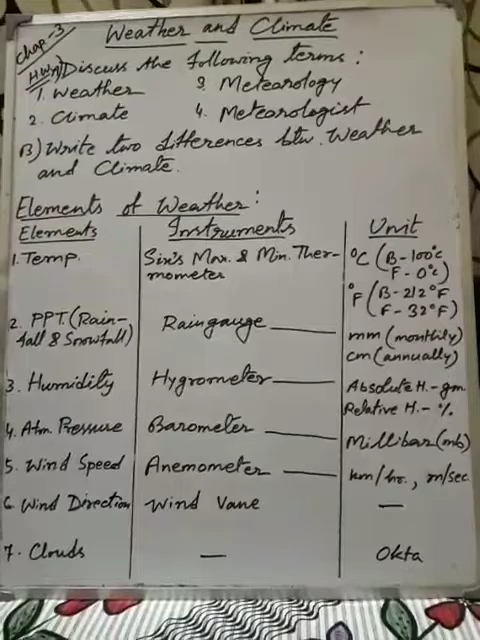 Chap-3
Weather and Climate
H.W. A) Discuss the following terms:
1. Weather 3. Meteorology
2. Climate 4. Meteorologist
B) Write two differences btw. Weather
and Climate.
Elements of Weather:
Elements Instruments Unit
1. Temp. Six's Max. & Min. Ther-
mometer
°C (B - 100°c
F - 0°c)
°F (B - 212°F
F - 32°F)
2. PPT. (Rain-
fall & Snowfall) Raingauge mm (monthly)
cm (annually)
3. Humidity Hygrometer Absolute H. - gm
Relative H. - %
4. Atm. Pressure Barometer Millibar (mb)
5. Wind Speed Anemometer km/hr., m/sec.
6. Wind Direction Wind Vane —
7. Clouds — Okta